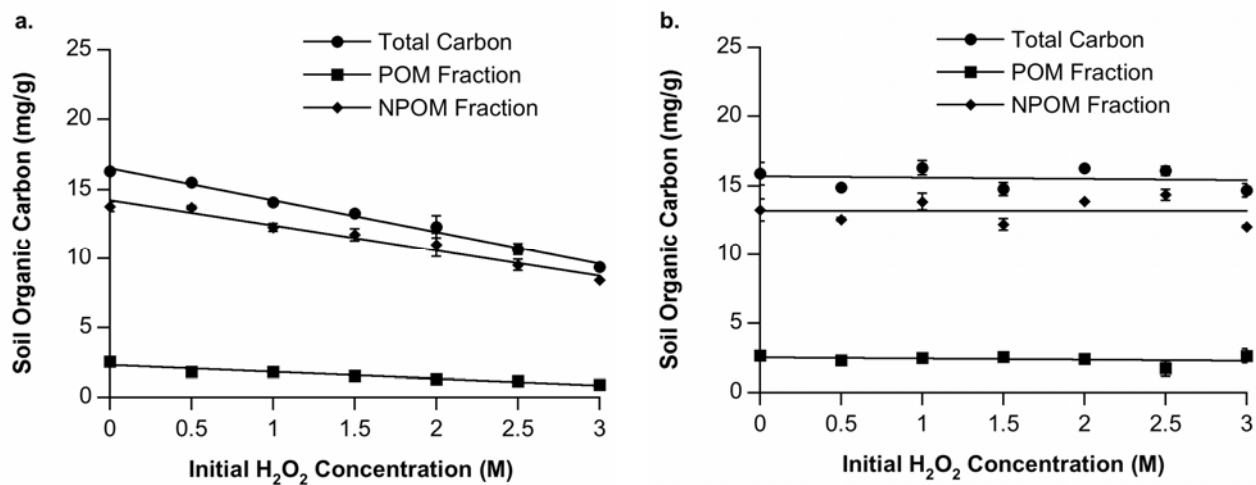 a.
Total Carbon
POM Fraction
NPOM Fraction
Soil Organic Carbon (mg/g)
25
20
15
10
5
0
0 0.5 1 1.5 2 2.5 3
Initial H₂O₂ Concentration (M)
b.
Total Carbon
POM Fraction
NPOM Fraction
Soil Organic Carbon (mg/g)
25
20
15
10
5
0
0 0.5 1 1.5 2 2.5 3
Initial H₂O₂ Concentration (M)